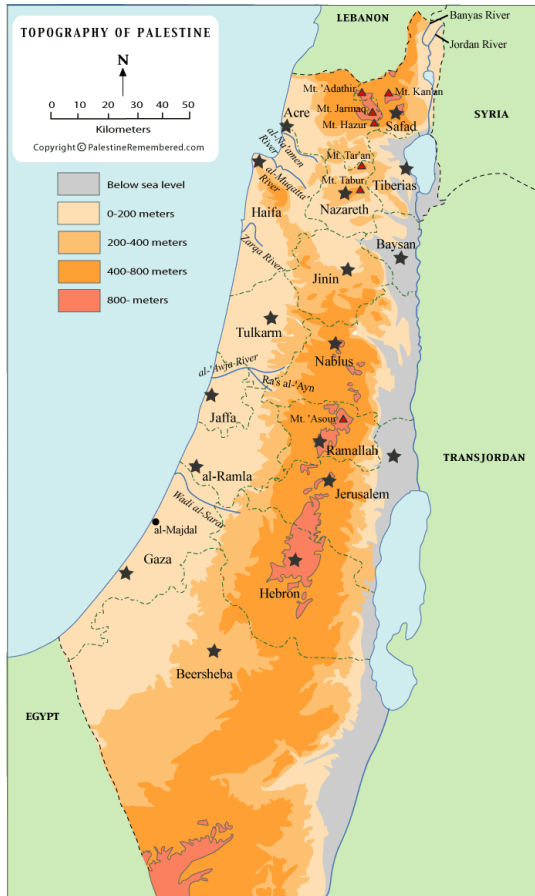 TOPOGRAPHY OF PALESTINE
N
0 10 20 30 40 50
Kilometers
Copyright © PalestineRemembered.com
Below sea level
0-200 meters
200-400 meters
400-800 meters
800- meters
LEBANON
Banyas River
Jordan River
SYRIA
Mt. 'Adathir
Mt. Kan'an
Mt. Jarmaq
Mt. Hazur
Safad
Acre
al-Na'amen
River
Mt. Tar'an
al-Muqatta
River
Mt. Tabur
Tiberias
Nazareth
Haifa
Zarqa River
Baysan
Jinin
Tulkarm
Nablus
al-'Awja-River
Ra's al-'Ayn
Jaffa
Mt. 'Asour
Ramallah
TRANSJORDAN
al-Ramla
Jerusalem
Wadi al-Sarar
al-Majdal
Gaza
Hebron
Beersheba
EGYPT